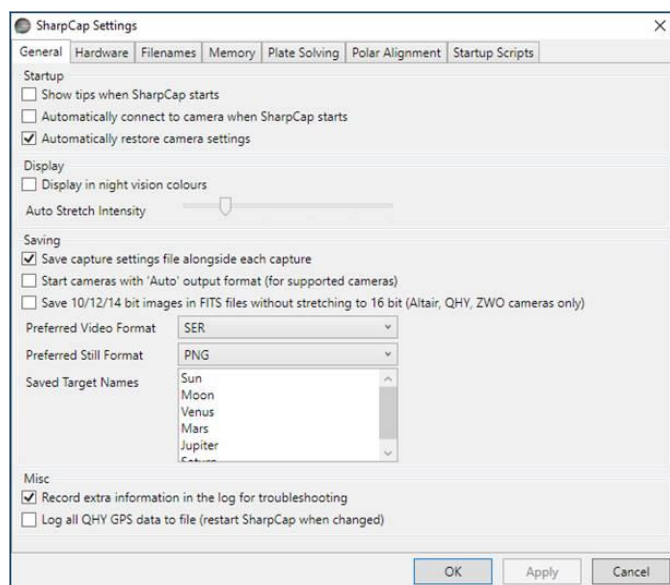 SharpCap Settings
General Hardware Filenames Memory Plate Solving Polar Alignment Startup Scripts
Startup
Show tips when SharpCap starts
Automatically connect to camera when SharpCap starts
Automatically restore camera settings
Display
Display in night vision colours
Auto Stretch Intensity
Saving
Save capture settings file alongside each capture
Start cameras with 'Auto' output format (for supported cameras)
Save 10/12/14 bit images in FITS files without stretching to 16 bit (Altair, QHY, ZWO cameras only)
Preferred Video Format SER
Preferred Still Format PNG
Saved Target Names Sun
Moon
Venus
Mars
Jupiter
Misc
Record extra information in the log for troubleshooting
Log all QHY GPS data to file (restart SharpCap when changed)
OK Apply Cancel